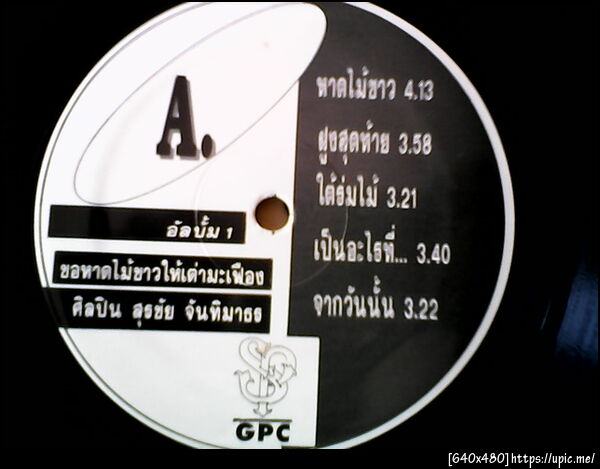 A.
อัลบั้ม 1
ขอหาดไม้ขาวให้เต่ามะเฟือง
ศิลปิน สุรชัย จันทิมาธร
หาดไม้ขาว 4.13
ฝูงสุดท้าย 3.58
ใต้ร่มไม้ 3.21
เป็นอะไรที่... 3.40
จากวันนั้น 3.22
GPC
[640x480]https://upic.me/